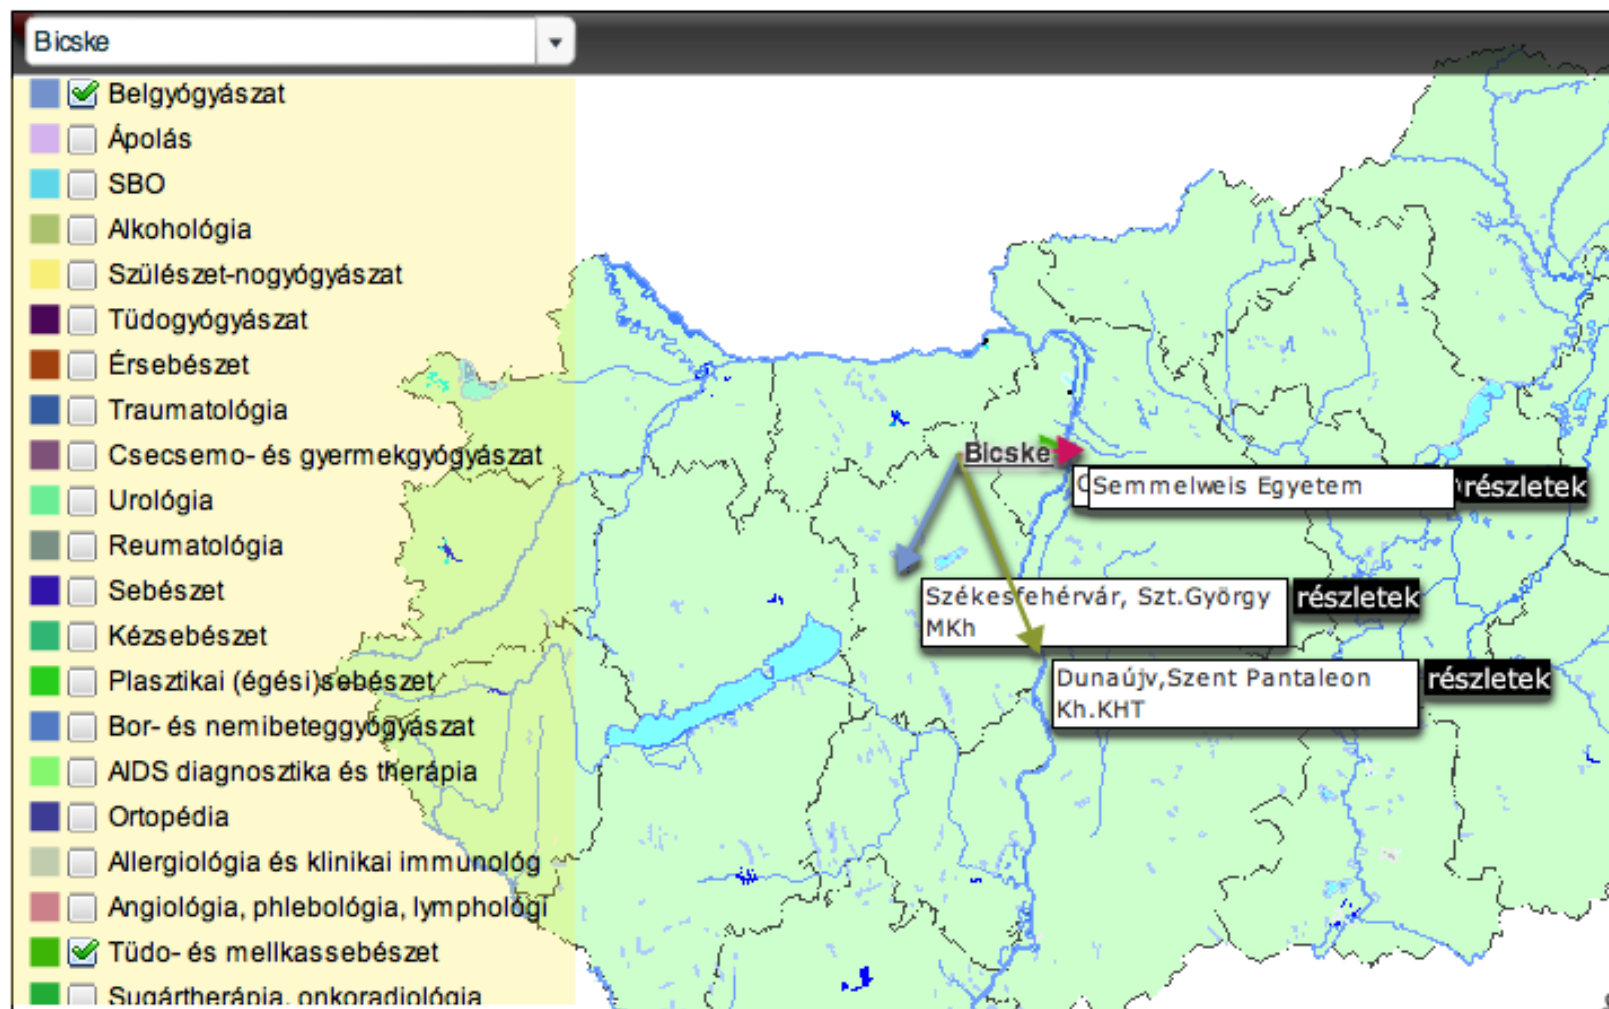 Bicske
Belgyógyászat
Ápolás
SBO
Alkohológia
Szülészet-nogyógyászat
Tüdogyógyászat
Érsebészet
Traumatológia
Csecsemo- és gyermekgyógyászat
Urológia
Reumatológia
Sebészet
Kézsebészet
Plasztikai (égési)sebészet
Bor- és nemibeteggyógyászat
AIDS diagnosztika és therápia
Ortopédia
Allergiológia és klinikai immunológ
Angiológia, phlebológia, lymphológi
Tüdo- és mellkassebészet
Sugártherápia, onkoradiológia
Bicske
Semmelweis Egyetem
részletek
Székesfehérvár, Szt.György
MKh
részletek
Dunaújv,Szent Pantaleon
Kh.KHT
részletek